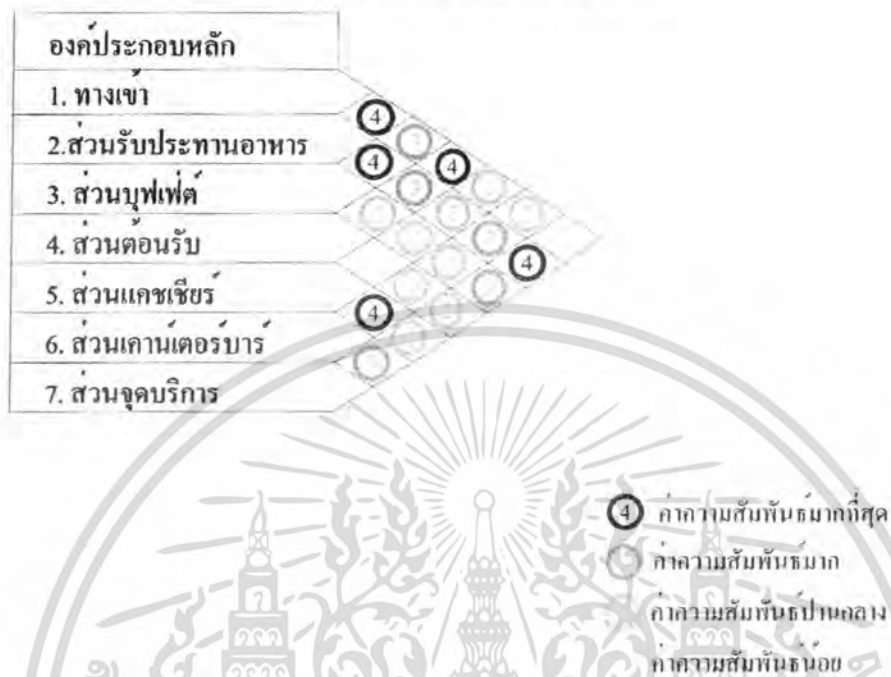 องค์ประกอบหลัก
1. ทางเข้า
2.ส่วนรับประทานอาหาร
3. ส่วนบุฟเฟ่ต์
4. ส่วนต้อนรับ
5. ส่วนแคชเชียร์
6. ส่วนเคาน์เตอร์บาร์
7. ส่วนจุดบริการ
4
4
4
4
4
4 ค่าความสัมพันธ์มากที่สุด
ค่าความสัมพันธ์มาก
ค่าความสัมพันธ์ปานกลาง
ค่าความสัมพันธ์น้อย